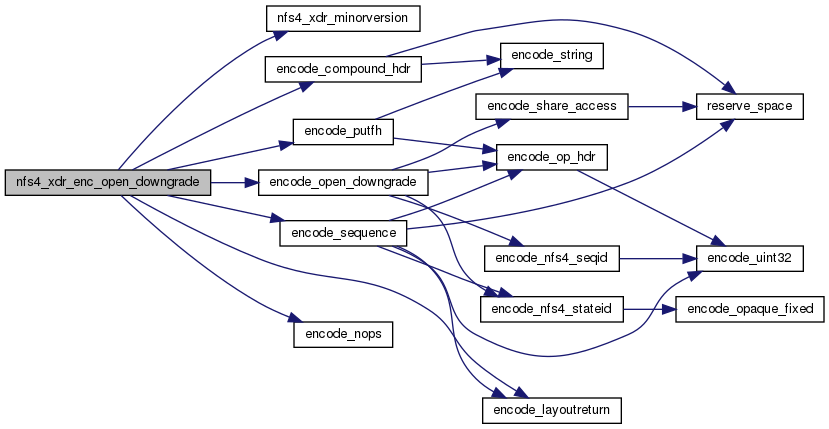 nfs4_xdr_minorversion
encode_compound_hdr
encode_string
encode_share_access
reserve_space
encode_putfh
encode_op_hdr
nfs4_xdr_enc_open_downgrade
encode_open_downgrade
encode_sequence
encode_nfs4_seqid
encode_uint32
encode_nfs4_stateid
encode_opaque_fixed
encode_nops
encode_layoutreturn